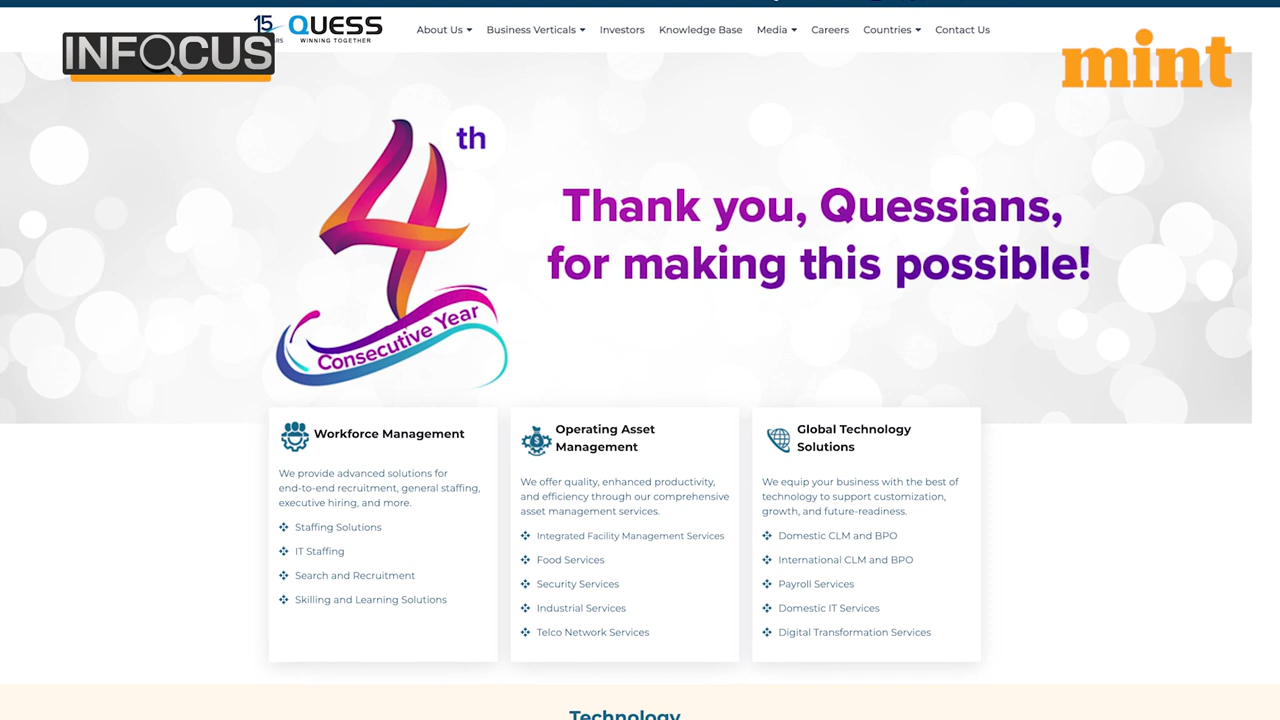 15
QUESS
WINNING TOGETHER
About Us
Business Verticals
Investors
Knowledge Base
Media
Careers
Countries
Contact Us
INFOCUS
mint
4th
Consecutive Year
Thank you, Quessians,
for making this possible!
Workforce Management
We provide advanced solutions for
end-to-end recruitment, general staffing,
executive hiring, and more.
Staffing Solutions
IT Staffing
Search and Recruitment
Skilling and Learning Solutions
Operating Asset
Management
We offer quality, enhanced productivity,
and efficiency through our comprehensive
asset management services.
Integrated Facility Management Services
Food Services
Security Services
Industrial Services
Telco Network Services
Global Technology
Solutions
We equip your business with the best of
technology to support customization,
growth, and future-readiness.
Domestic CLM and BPO
International CLM and BPO
Payroll Services
Domestic IT Services
Digital Transformation Services
Technology